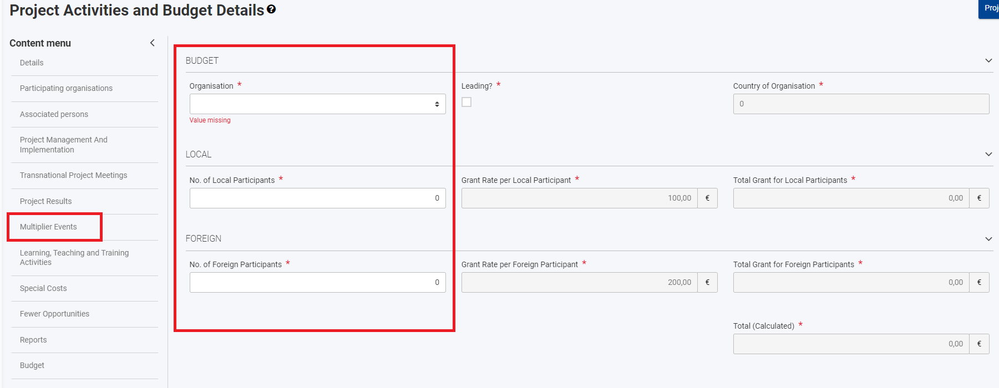 Project Activities and Budget Details ?
Proj
Content menu
Details
Participating organisations
Associated persons
Project Management And
Implementation
Transnational Project Meetings
Project Results
Multiplier Events
Learning, Teaching and Training
Activities
Special Costs
Fewer Opportunities
Reports
Budget
BUDGET
Organisation *
Leading? *
Country of Organisation *
0
Value missing
LOCAL
No. of Local Participants *
Grant Rate per Local Participant *
Total Grant for Local Participants *
0
100,00 €
0,00 €
FOREIGN
No. of Foreign Participants *
Grant Rate per Foreign Participant *
Total Grant for Foreign Participants *
0
200,00 €
0,00 €
Total (Calculated) *
0,00 €